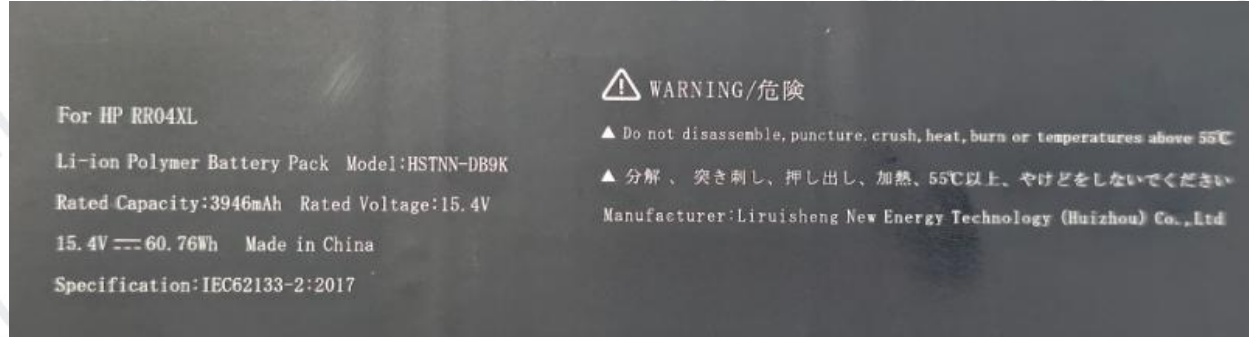 For HP RR04XL
Li-ion Polymer Battery Pack Model:HSTNN-DB9K
Rated Capacity:3946mAh Rated Voltage:15.4V
15.4V⎓60.76Wh Made in China
Specification:IEC62133-2:2017
⚠ WARNING/危険
▲ Do not disassemble,puncture.crush,heat,burn or temperatures above 55℃
▲ 分解 、 突き刺し、押し出し、加熱、55℃以上、やけどをしないでください
Manufacturer:Liruisheng New Energy Technology (Huizhou) Co.,Ltd